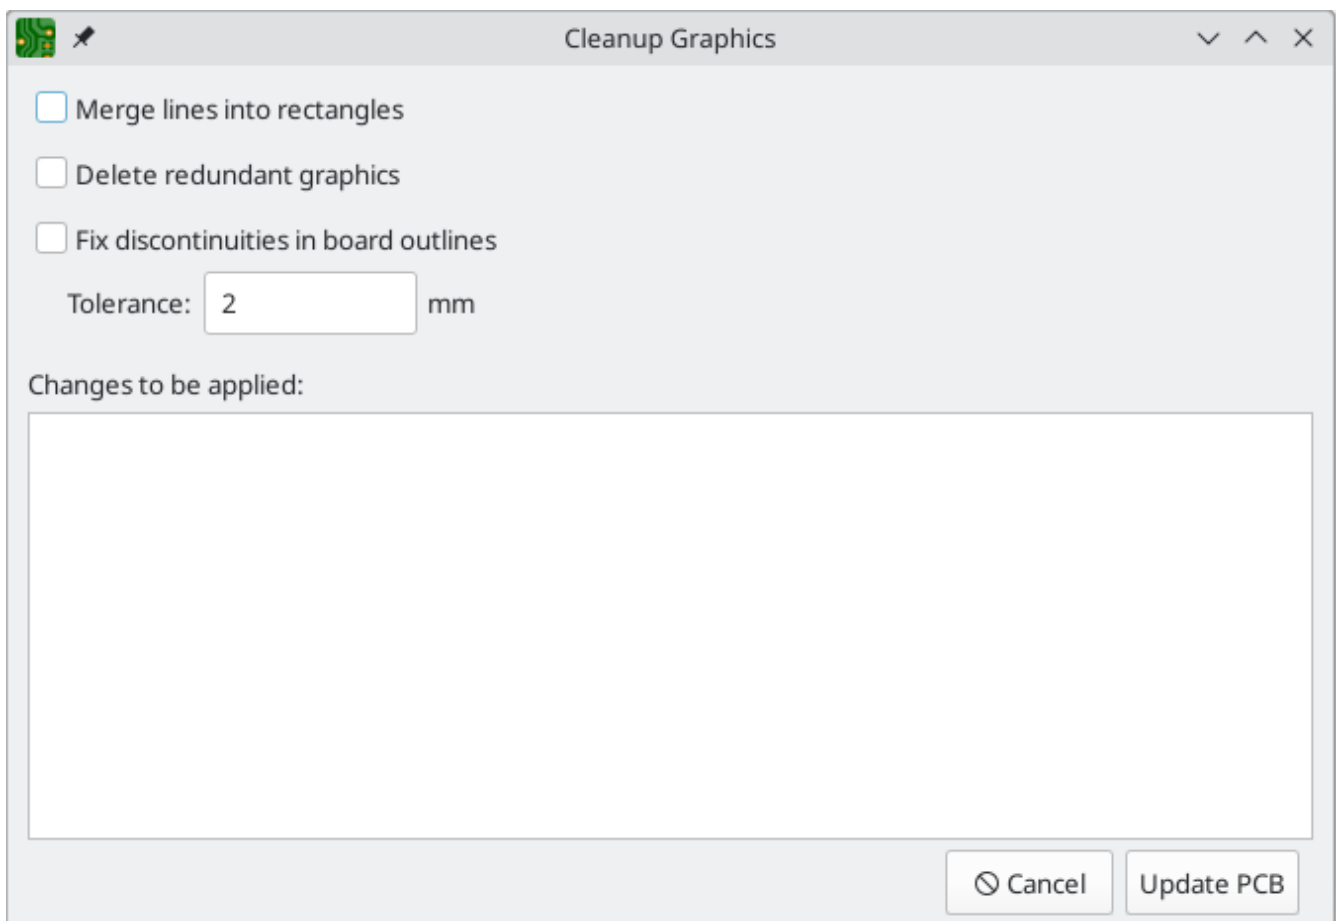 Cleanup Graphics
Merge lines into rectangles
Delete redundant graphics
Fix discontinuities in board outlines
Tolerance: 2 mm
Changes to be applied:
Cancel Update PCB